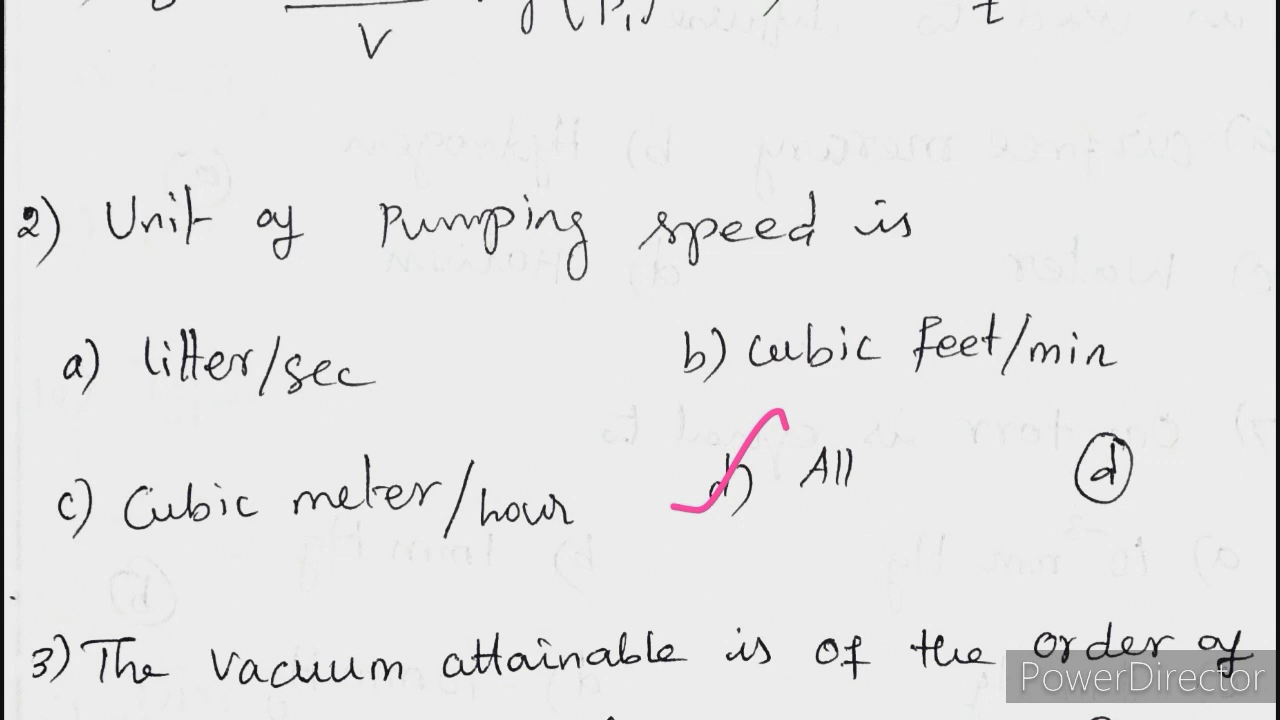 V
t
2) Unit of Pumping speed is
a) litter/sec b) cubic feet/min
c) Cubic meter/hour d) All d
3) The vacuum attainable is of the order of
PowerDirector